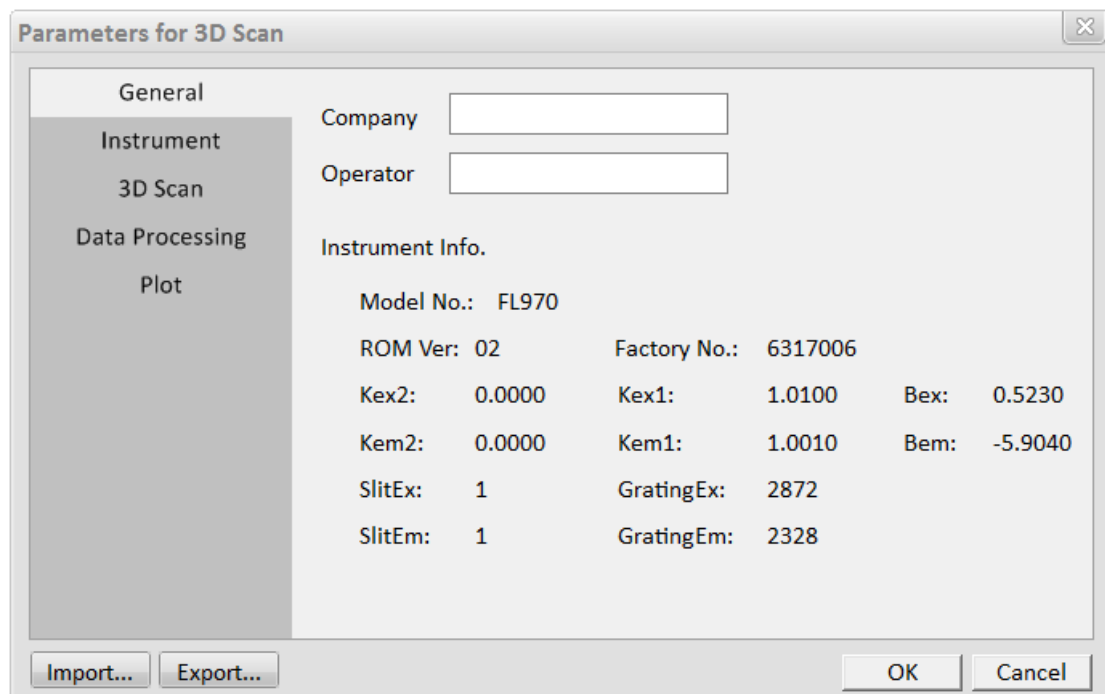 Parameters for 3D Scan
General
Instrument
3D Scan
Data Processing
Plot
Company
Operator
Instrument Info.
Model No.: FL970
ROM Ver: 02 Factory No.: 6317006
Kex2: 0.0000 Kex1: 1.0100 Bex: 0.5230
Kem2: 0.0000 Kem1: 1.0010 Bem: -5.9040
SlitEx: 1 GratingEx: 2872
SlitEm: 1 GratingEm: 2328
Import... Export... OK Cancel